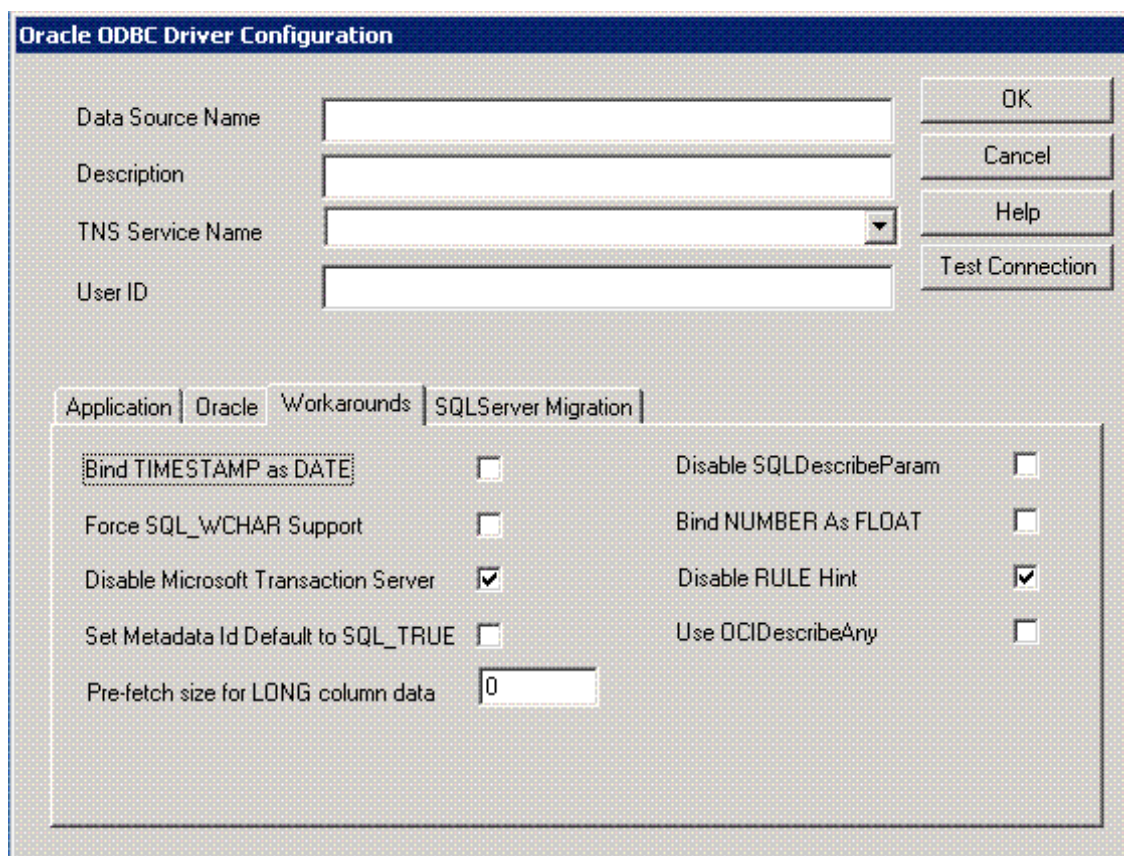 Oracle ODBC Driver Configuration
Data Source Name
OK
Description
Cancel
TNS Service Name
Help
User ID
Test Connection
Application Oracle Workarounds SQLServer Migration
Bind TIMESTAMP as DATE
Disable SQLDescribeParam
Force SQL_WCHAR Support
Bind NUMBER As FLOAT
Disable Microsoft Transaction Server
Disable RULE Hint
Set Metadata Id Default to SQL_TRUE
Use OCIDescribeAny
Pre-fetch size for LONG column data 0